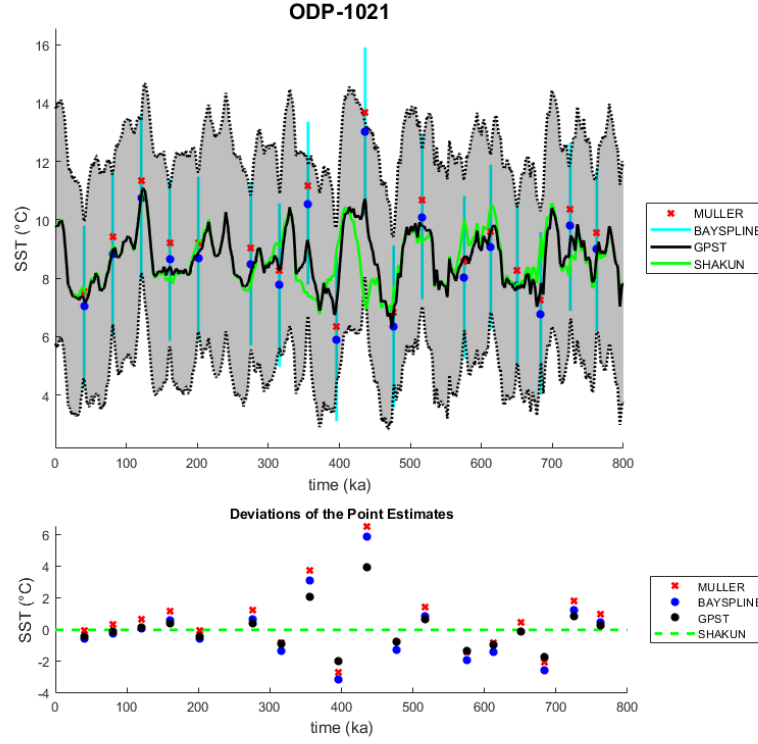 ODP-1021
SST (°C)
16
14
12
10
8
6
4
0 100 200 300 400 500 600 700 800
time (ka)
MULLER
BAYSPLINE
GPST
SHAKUN
Deviations of the Point Estimates
SST (°C)
6
4
2
0
-2
-4
0 100 200 300 400 500 600 700 800
time (ka)
MULLER
BAYSPLINE
GPST
SHAKUN